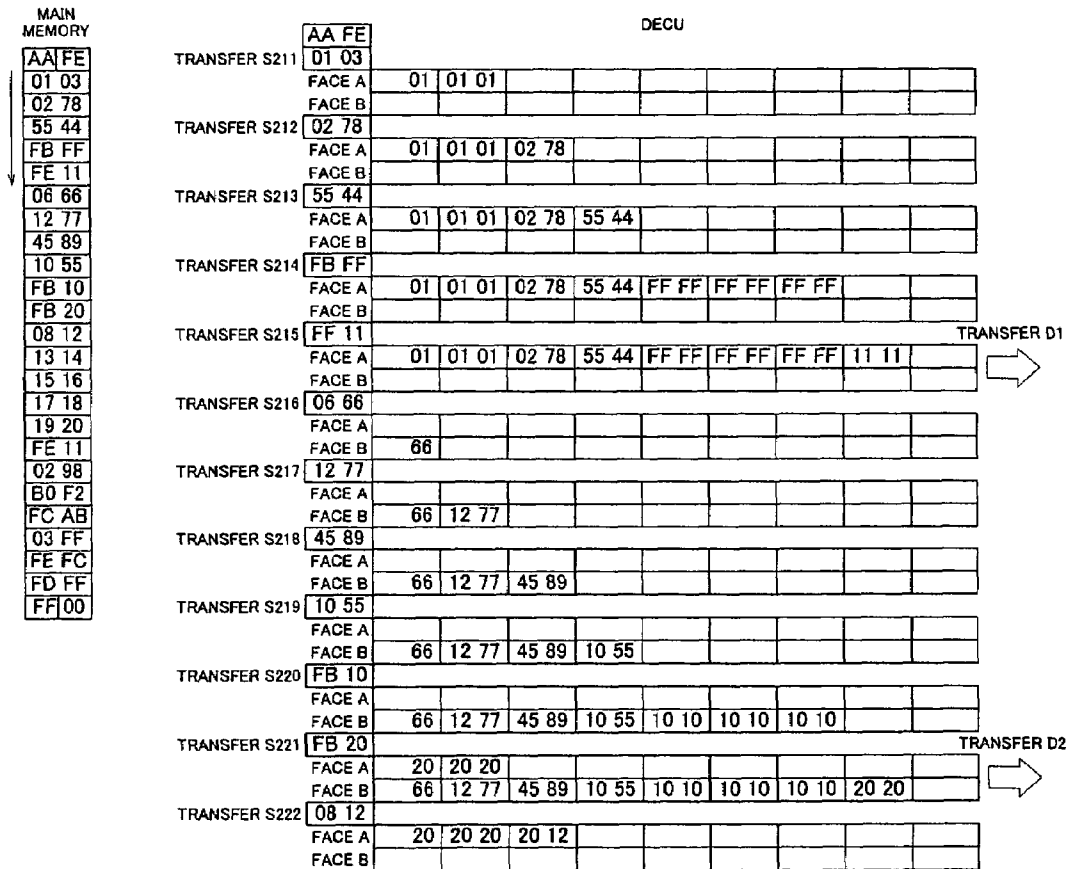 MAIN
MEMORY
AA FE
01 03
02 78
55 44
FB FF
FE 11
06 66
12 77
45 89
10 55
FB 10
FB 20
08 12
13 14
15 16
17 18
19 20
FE 11
02 98
B0 F2
FC AB
03 FF
FE FC
FD FF
FF 00
DECU
AA FE
TRANSFER S211 01 03
FACE A 01 01 01
FACE B
TRANSFER S212 02 78
FACE A 01 01 01 02 78
FACE B
TRANSFER S213 55 44
FACE A 01 01 01 02 78 55 44
FACE B
TRANSFER S214 FB FF
FACE A 01 01 01 02 78 55 44 FF FF FF FF FF FF
FACE B
TRANSFER S215 FF 11 TRANSFER D1
FACE A 01 01 01 02 78 55 44 FF FF FF FF FF FF 11 11
FACE B
TRANSFER S216 06 66
FACE A
FACE B 66
TRANSFER S217 12 77
FACE A
FACE B 66 12 77
TRANSFER S218 45 89
FACE A
FACE B 66 12 77 45 89
TRANSFER S219 10 55
FACE A
FACE B 66 12 77 45 89 10 55
TRANSFER S220 FB 10
FACE A
FACE B 66 12 77 45 89 10 55 10 10 10 10 10 10
TRANSFER S221 FB 20 TRANSFER D2
FACE A 20 20 20
FACE B 66 12 77 45 89 10 55 10 10 10 10 10 10 20 20
TRANSFER S222 08 12
FACE A 20 20 20 20 12
FACE B